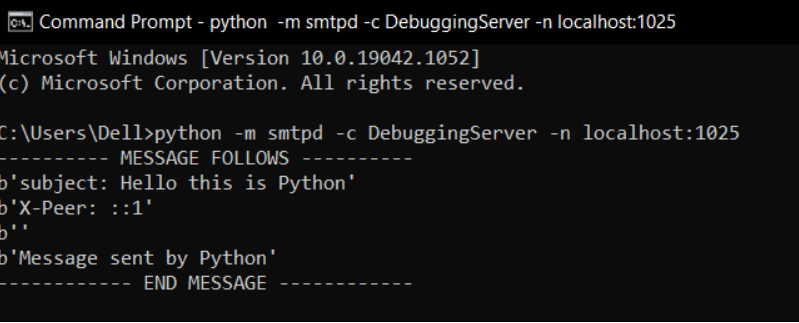 Command Prompt - python  -m smtpd -c DebuggingServer -n localhost:1025
Microsoft Windows [Version 10.0.19042.1052]
(c) Microsoft Corporation. All rights reserved.
C:\Users\Dell>python -m smtpd -c DebuggingServer -n localhost:1025
---------- MESSAGE FOLLOWS ----------
b'subject: Hello this is Python'
b'X-Peer: ::1'
b''
b'Message sent by Python'
------------ END MESSAGE ------------